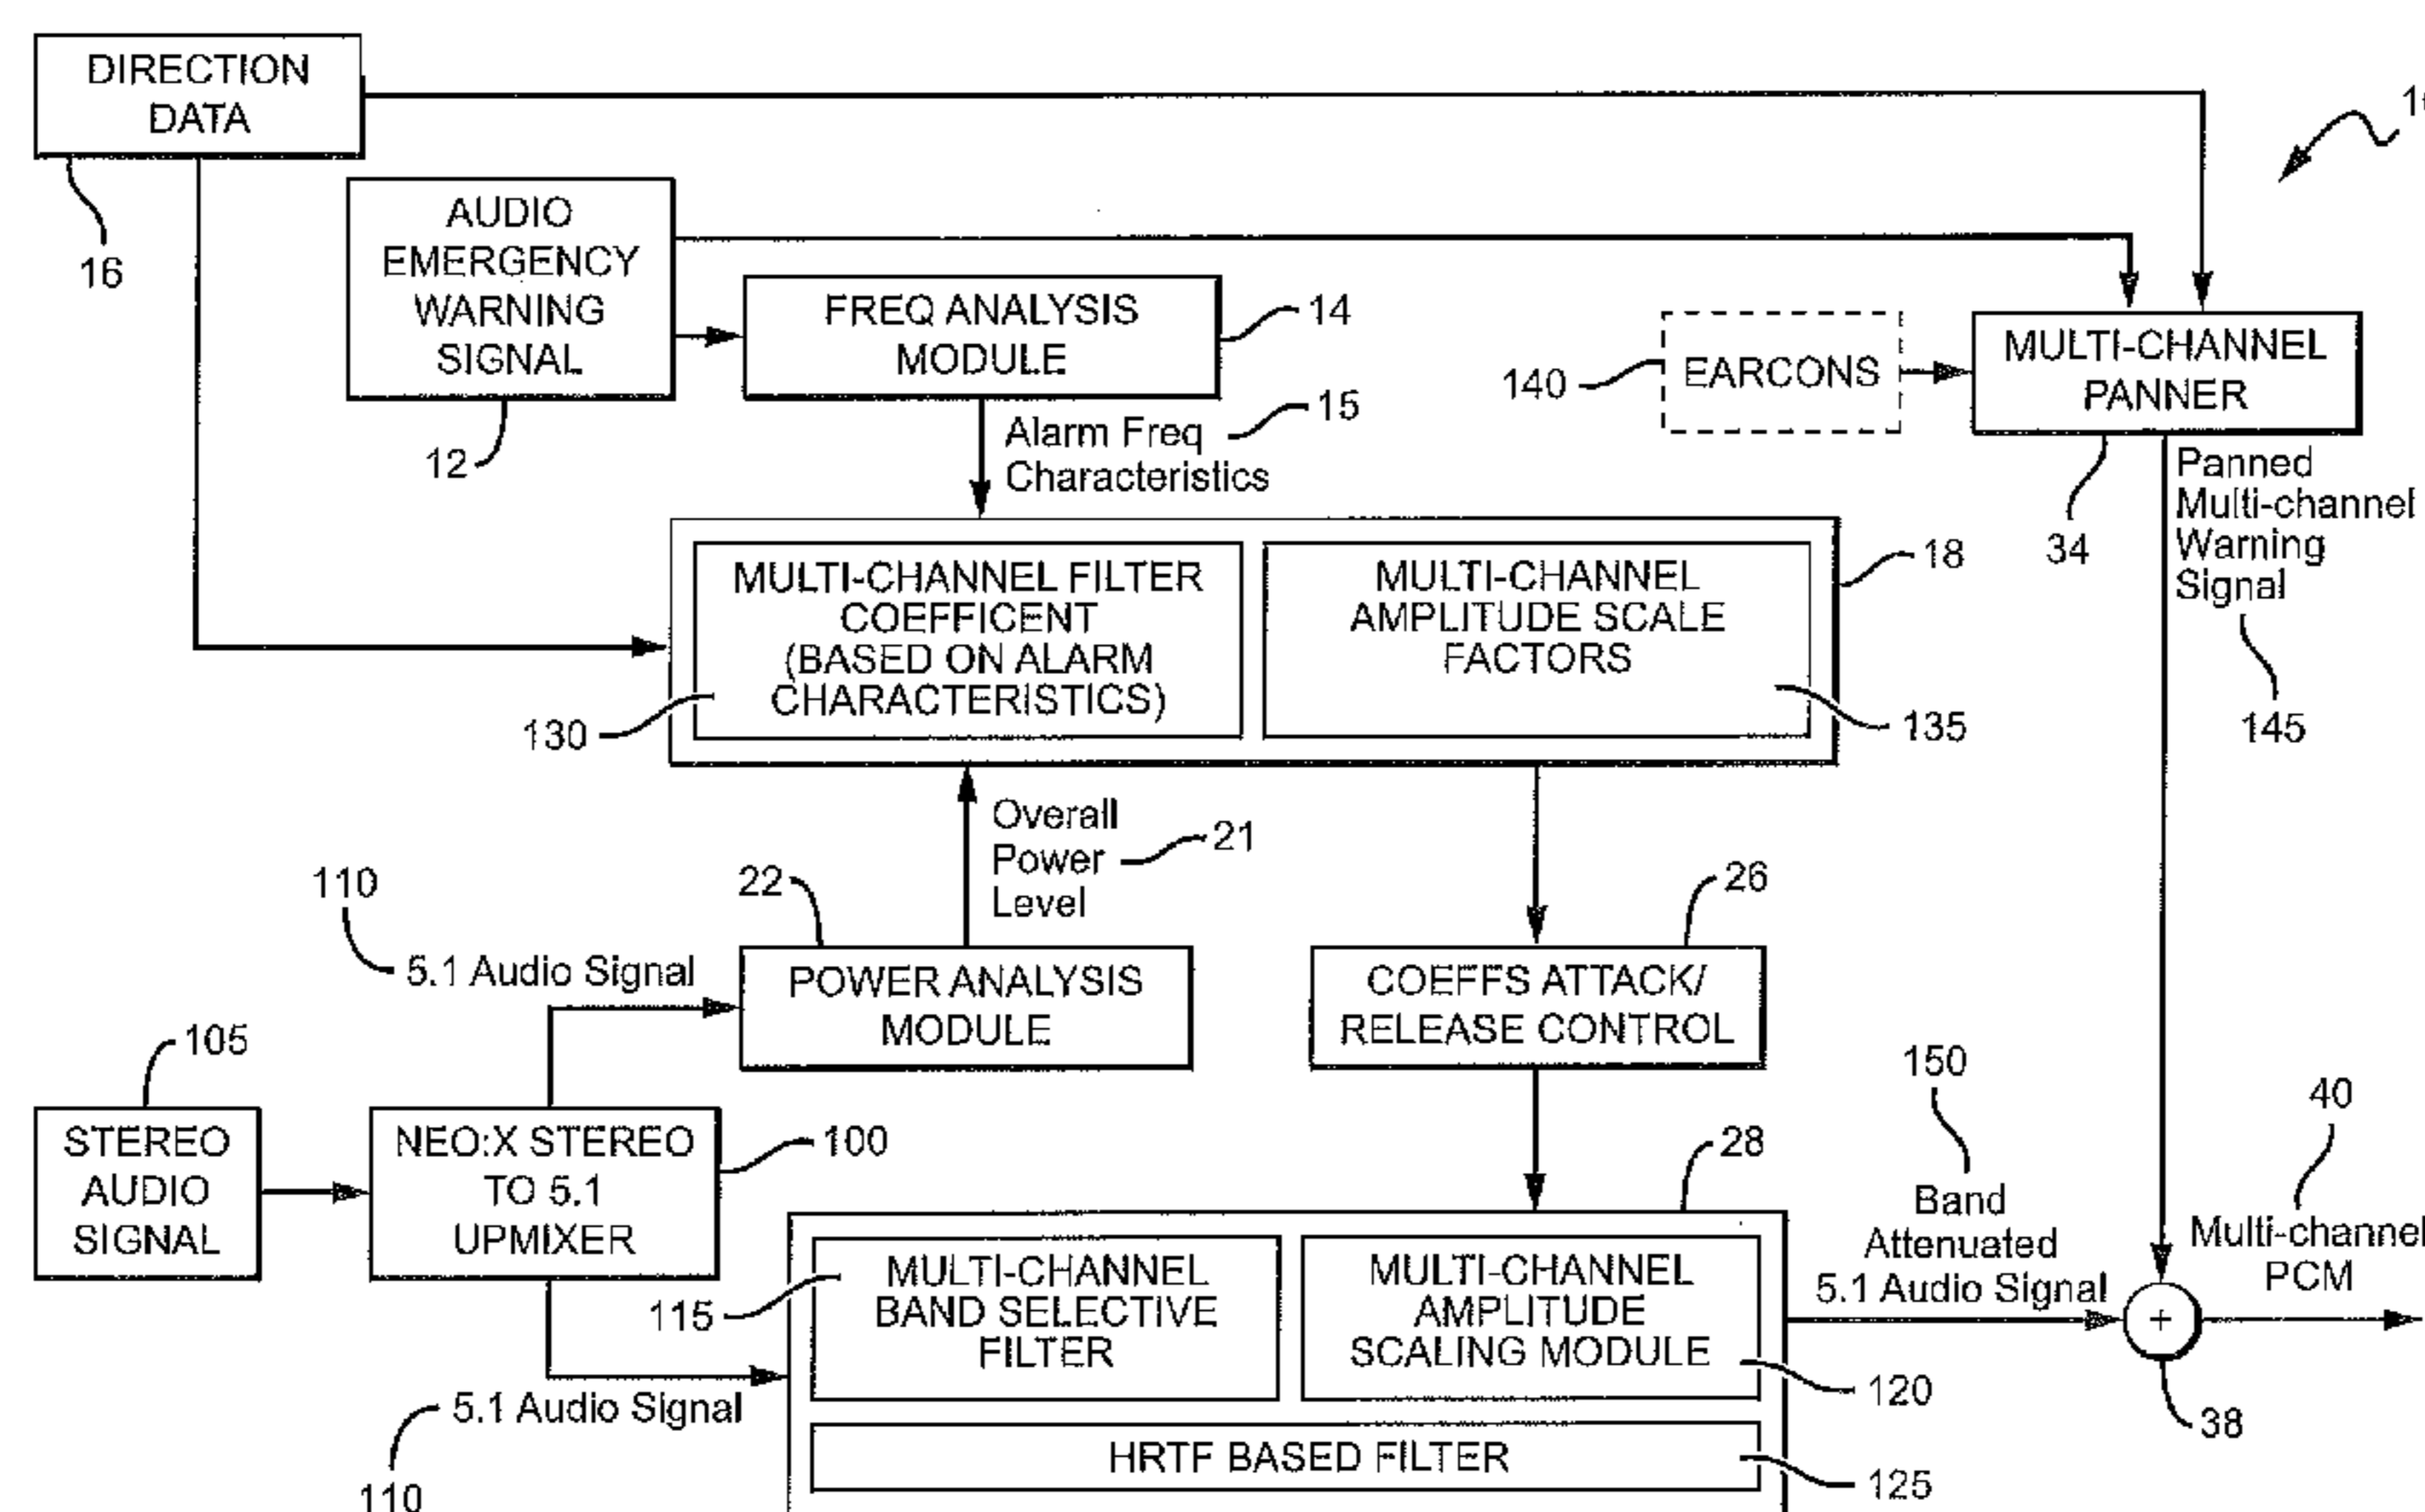 DIRECTION
DATA
16
AUDIO
EMERGENCY
WARNING
SIGNAL
12
FREQ ANALYSIS
MODULE
14
Alarm Freq
Characteristics
15
140
EARCONS
MULTI-CHANNEL
PANNER
34
Panned
Multi-channel
Warning
Signal
145
MULTI-CHANNEL FILTER
COEFFICENT
(BASED ON ALARM
CHARACTERISTICS)
130
MULTI-CHANNEL
AMPLITUDE SCALE
FACTORS
18
135
Overall
Power
Level
21
22
110
5.1 Audio Signal
POWER ANALYSIS
MODULE
26
COEFFS ATTACK/
RELEASE CONTROL
105
STEREO
AUDIO
SIGNAL
NEO:X STEREO
TO 5.1
UPMIXER
100
28
115
MULTI-CHANNEL
BAND SELECTIVE
FILTER
MULTI-CHANNEL
AMPLITUDE
SCALING MODULE
120
5.1 Audio Signal
110
HRTF BASED FILTER
125
150
Band
Attenuated
5.1 Audio Signal
40
Multi-channel
PCM
+
38